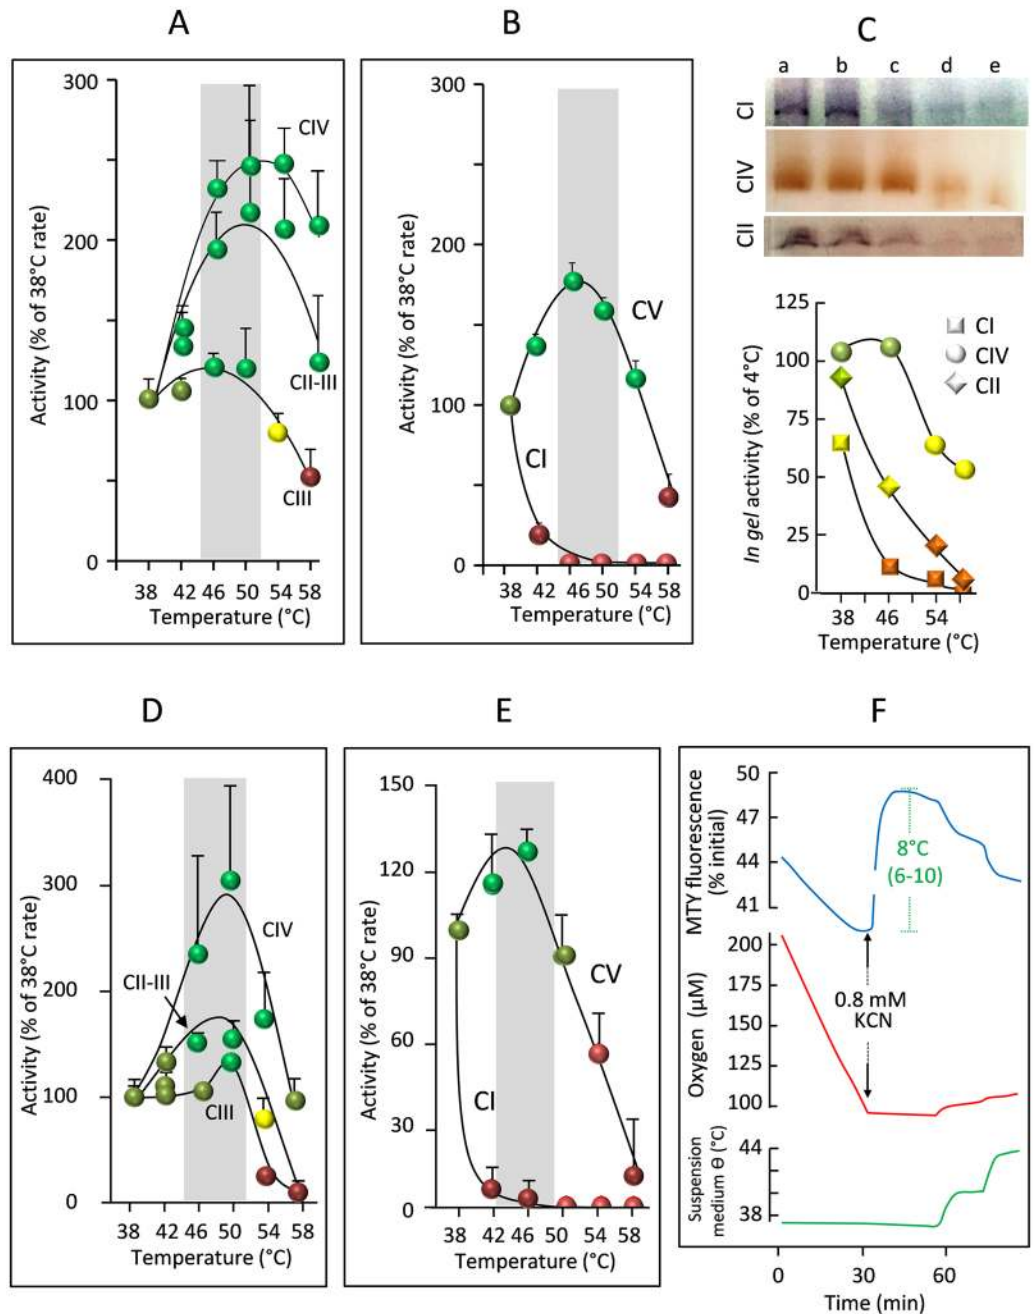 A
Activity (% of 38°C rate)
300
200
100
0
CIV
CII-III
CIII
38 42 46 50 54 58
Temperature (°C)
B
Activity (% of 38°C rate)
300
200
100
0
CV
CI
38 42 46 50 54 58
Temperature (°C)
C
a b c d e
CI
CIV
CII
In gel activity (% of 4°C)
125
100
75
50
25
0
CI
CIV
CII
38 46 54
Temperature (°C)
D
Activity (% of 38°C rate)
400
300
200
100
0
CIV
CII-III
CIII
38 42 46 50 54 58
Temperature (°C)
E
Activity (% of 38°C rate)
150
120
90
60
30
0
CV
CI
38 42 46 50 54 58
Temperature (°C)
F
MTY fluorescence
(% initial)
50
47
44
41
8°C
(6-10)
Oxygen (µM)
200
175
150
125
100
0.8 mM
KCN
Suspension
medium Θ (°C)
44
38
0 30 60
Time (min)